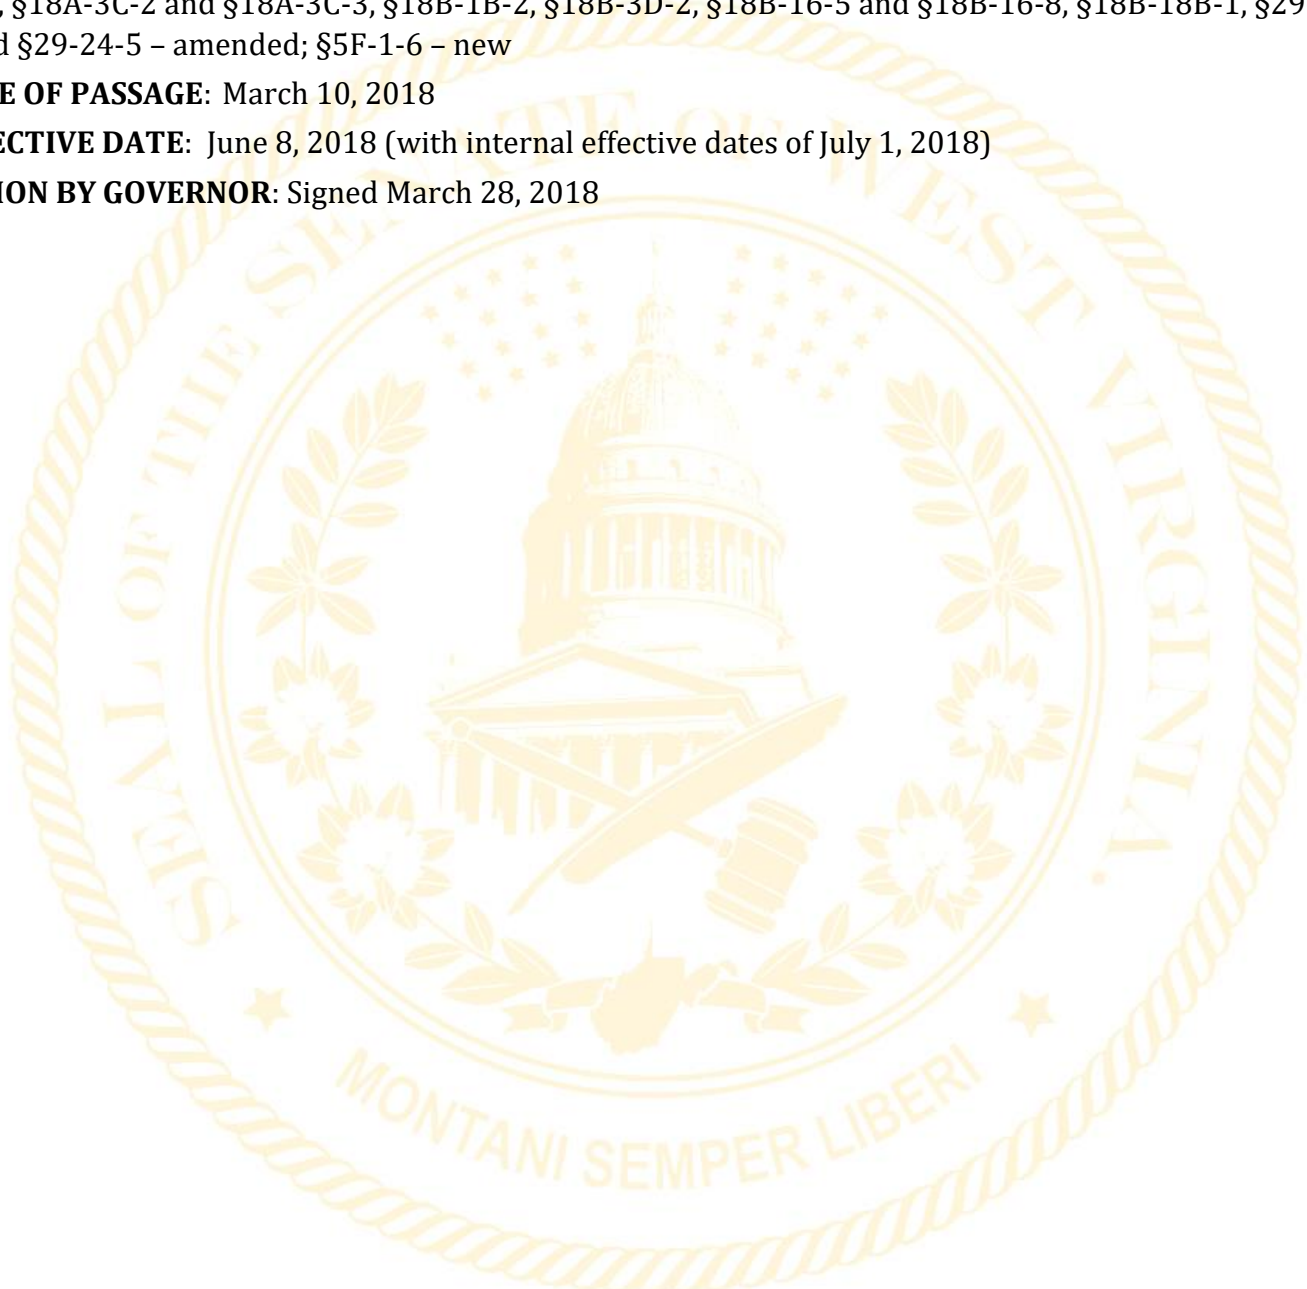 , §18A-3C-2 and §18A-3C-3, §18B-1B-2, §18B-3D-2, §18B-16-5 and §18B-16-8, §18B-18B-1, §29
d §29-24-5 – amended; §5F-1-6 – new
E OF PASSAGE: March 10, 2018
ECTIVE DATE: June 8, 2018 (with internal effective dates of July 1, 2018)
ION BY GOVERNOR: Signed March 28, 2018
SEAL OF THE SENATE OF WEST VIRGINIA.
MONTANI SEMPER LIBERI